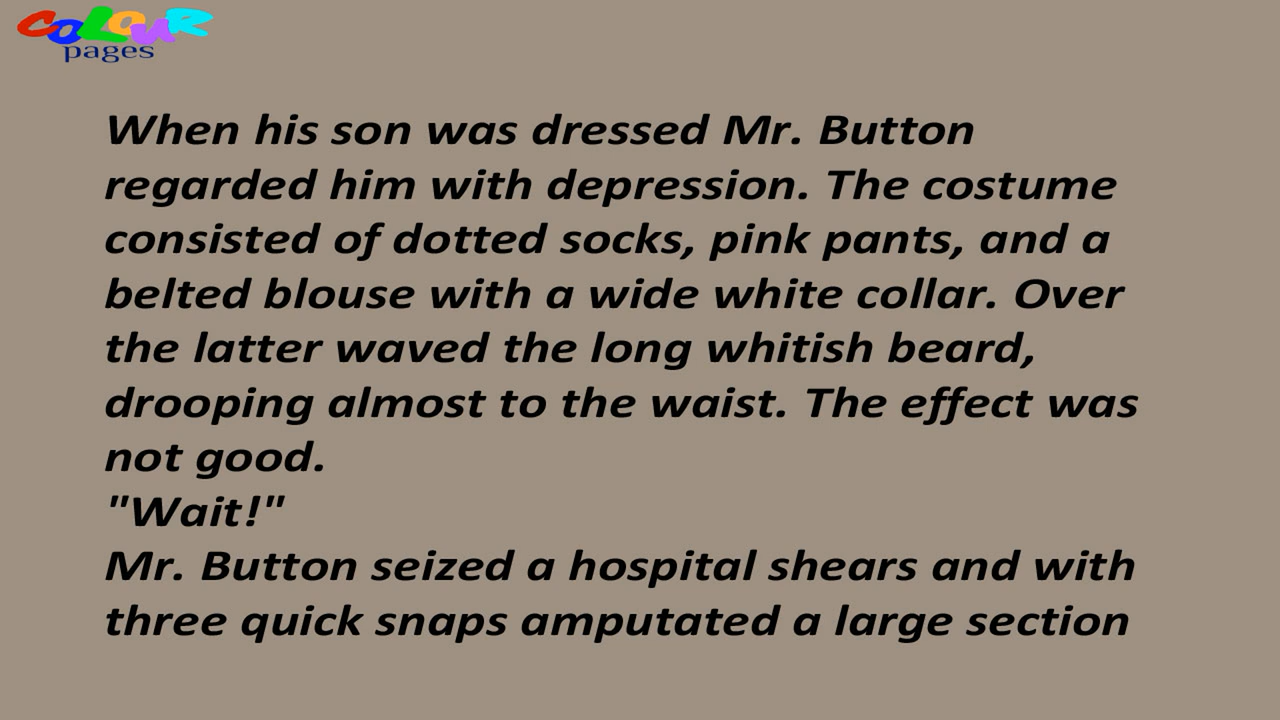 COLOUR
pages
When his son was dressed Mr. Button
regarded him with depression. The costume
consisted of dotted socks, pink pants, and a
belted blouse with a wide white collar. Over
the latter waved the long whitish beard,
drooping almost to the waist. The effect was
not good.
"Wait!"
Mr. Button seized a hospital shears and with
three quick snaps amputated a large section